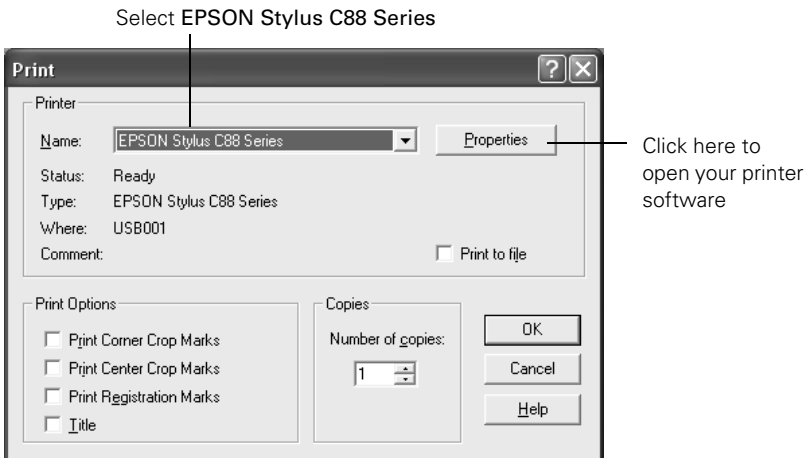 Select EPSON Stylus C88 Series
Print
Printer
Name: EPSON Stylus C88 Series Properties
Click here to
open your printer
software
Status: Ready
Type: EPSON Stylus C88 Series
Where: USB001
Comment: Print to file
Print Options
Print Corner Crop Marks
Print Center Crop Marks
Print Registration Marks
Title
Copies
Number of copies:
1
OK
Cancel
Help